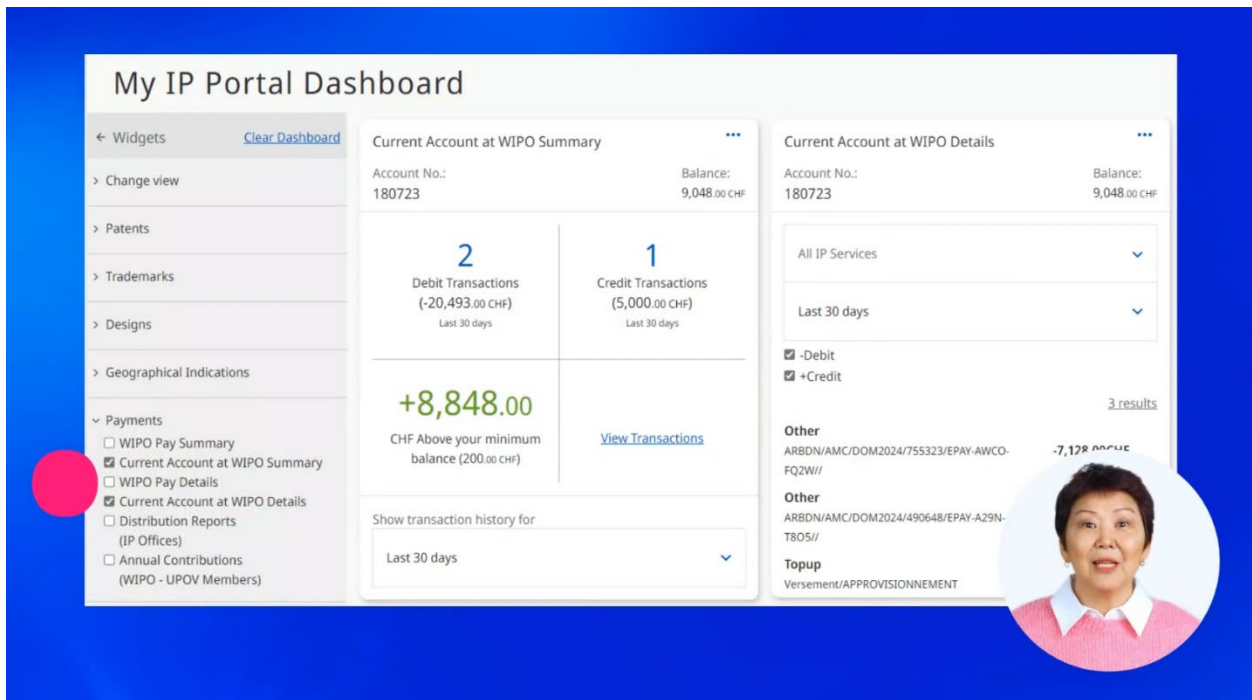 My IP Portal Dashboard
← Widgets
Clear Dashboard
> Change view
> Patents
> Trademarks
> Designs
> Geographical Indications
Payments
WIPO Pay Summary
Current Account at WIPO Summary
WIPO Pay Details
Current Account at WIPO Details
Distribution Reports
(IP Offices)
Annual Contributions
(WIPO - UPOV Members)
Current Account at WIPO Summary
Account No.:
180723
Balance:
9,048.00 CHF
2
Debit Transactions
(-20,493.00 CHF)
Last 30 days
1
Credit Transactions
(5,000.00 CHF)
Last 30 days
+8,848.00
CHF Above your minimum
balance (200.00 CHF)
View Transactions
Show transaction history for
Last 30 days
Current Account at WIPO Details
Account No.:
180723
Balance:
9,048.00 CHF
All IP Services
Last 30 days
-Debit
+Credit
3 results
Other
ARBDN/AMC/DOM2024/755323/EPAY-AWCO-
FQ2W//
-7,128.00CHF
Other
ARBDN/AMC/DOM2024/490648/EPAY-A29N-
T8O5//
Topup
Versement/APPROVISIONNEMENT